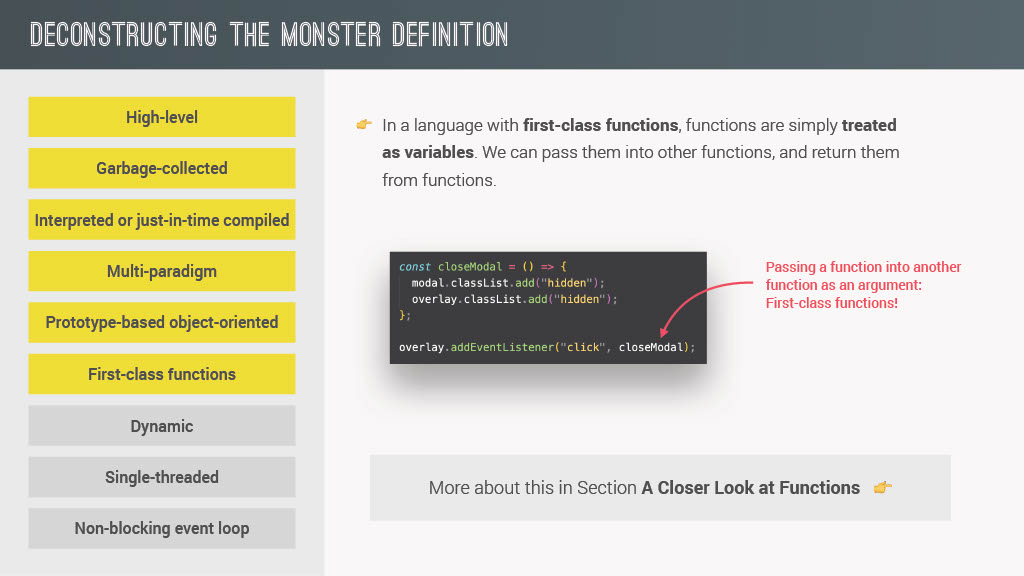 DECONSTRUCTING THE MONSTER DEFINITION
High-level
Garbage-collected
Interpreted or just-in-time compiled
Multi-paradigm
Prototype-based object-oriented
First-class functions
Dynamic
Single-threaded
Non-blocking event loop
👉 In a language with first-class functions, functions are simply treated
as variables. We can pass them into other functions, and return them
from functions.
const closeModal = () => {
  modal.classList.add("hidden");
  overlay.classList.add("hidden");
};
overlay.addEventListener("click", closeModal);
Passing a function into another
function as an argument:
First-class functions!
More about this in Section A Closer Look at Functions 👉